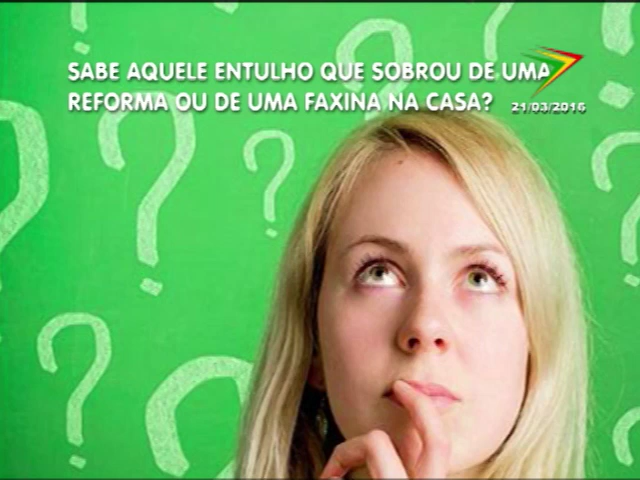 SABE AQUELE ENTULHO QUE SOBROU DE UMA
REFORMA OU DE UMA FAXINA NA CASA?
21/03/2016